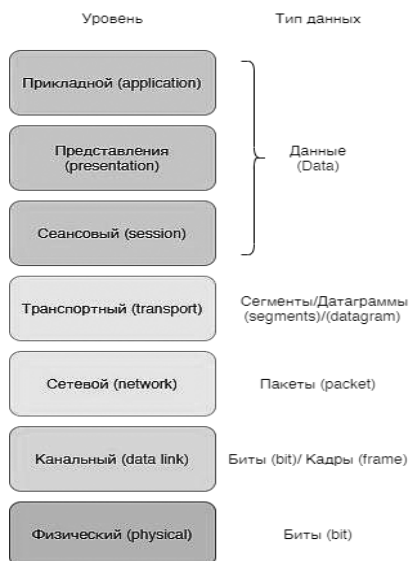 Уровень Тип данных
Прикладной (application)
Представления
(presentation)
Данные
(Data)
Сеансовый (session)
Транспортный (transport)
Сегменты/Датаграммы
(segments)/(datagram)
Сетевой (network) Пакеты (packet)
Канальный (data link) Биты (bit)/ Кадры (frame)
Физический (physical) Биты (bit)